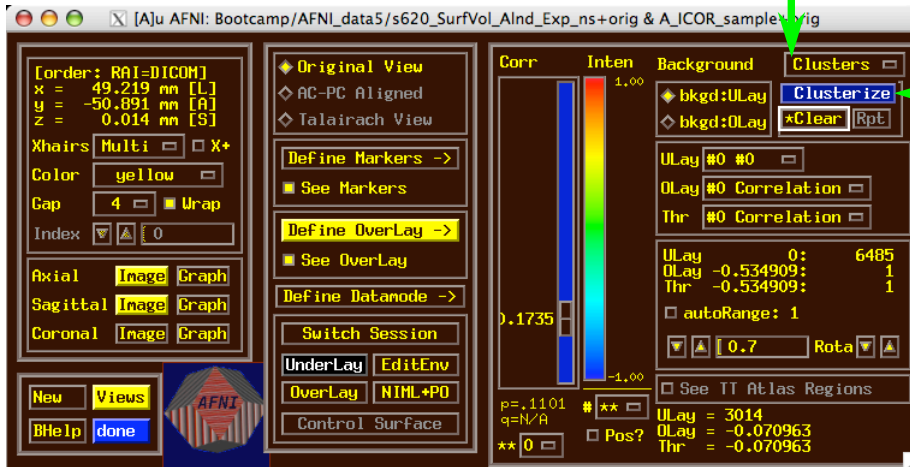 [A]u AFNI: Bootcamp/AFNI_data5/s620_SurfVol_Alnd_Exp_ns+orig & A_ICOR_sample+orig
[order: RAI=DICOM]
x = 49.219 mm [L]
y = -50.891 mm [A]
z = 0.014 mm [S]
Xhairs Multi X+
Color yellow
Gap 4 Wrap
Index 0
Axial Image Graph
Sagittal Image Graph
Coronal Image Graph
New Views
BHelp done
AFNI
Original View
AC-PC Aligned
Talairach View
Define Markers ->
See Markers
Define OverLay ->
See OverLay
Define Datamode ->
Switch Session
UnderLay EditEnv
OverLay NIML+PO
Control Surface
Corr Inten Background Clusters
1.00
bkgd:ULay Clusterize
bkgd:OLay *Clear Rpt
ULay #0 #0
OLay #0 Correlation
Thr #0 Correlation
ULay 0: 6485
OLay -0.534909: 1
Thr -0.534909: 1
autoRange: 1
0.7 Rota
0.1735
-1.00
See TT Atlas Regions
p=.1101 # **
q=N/A
Pos?
** 0
ULay = 3014
OLay = -0.070963
Thr = -0.070963